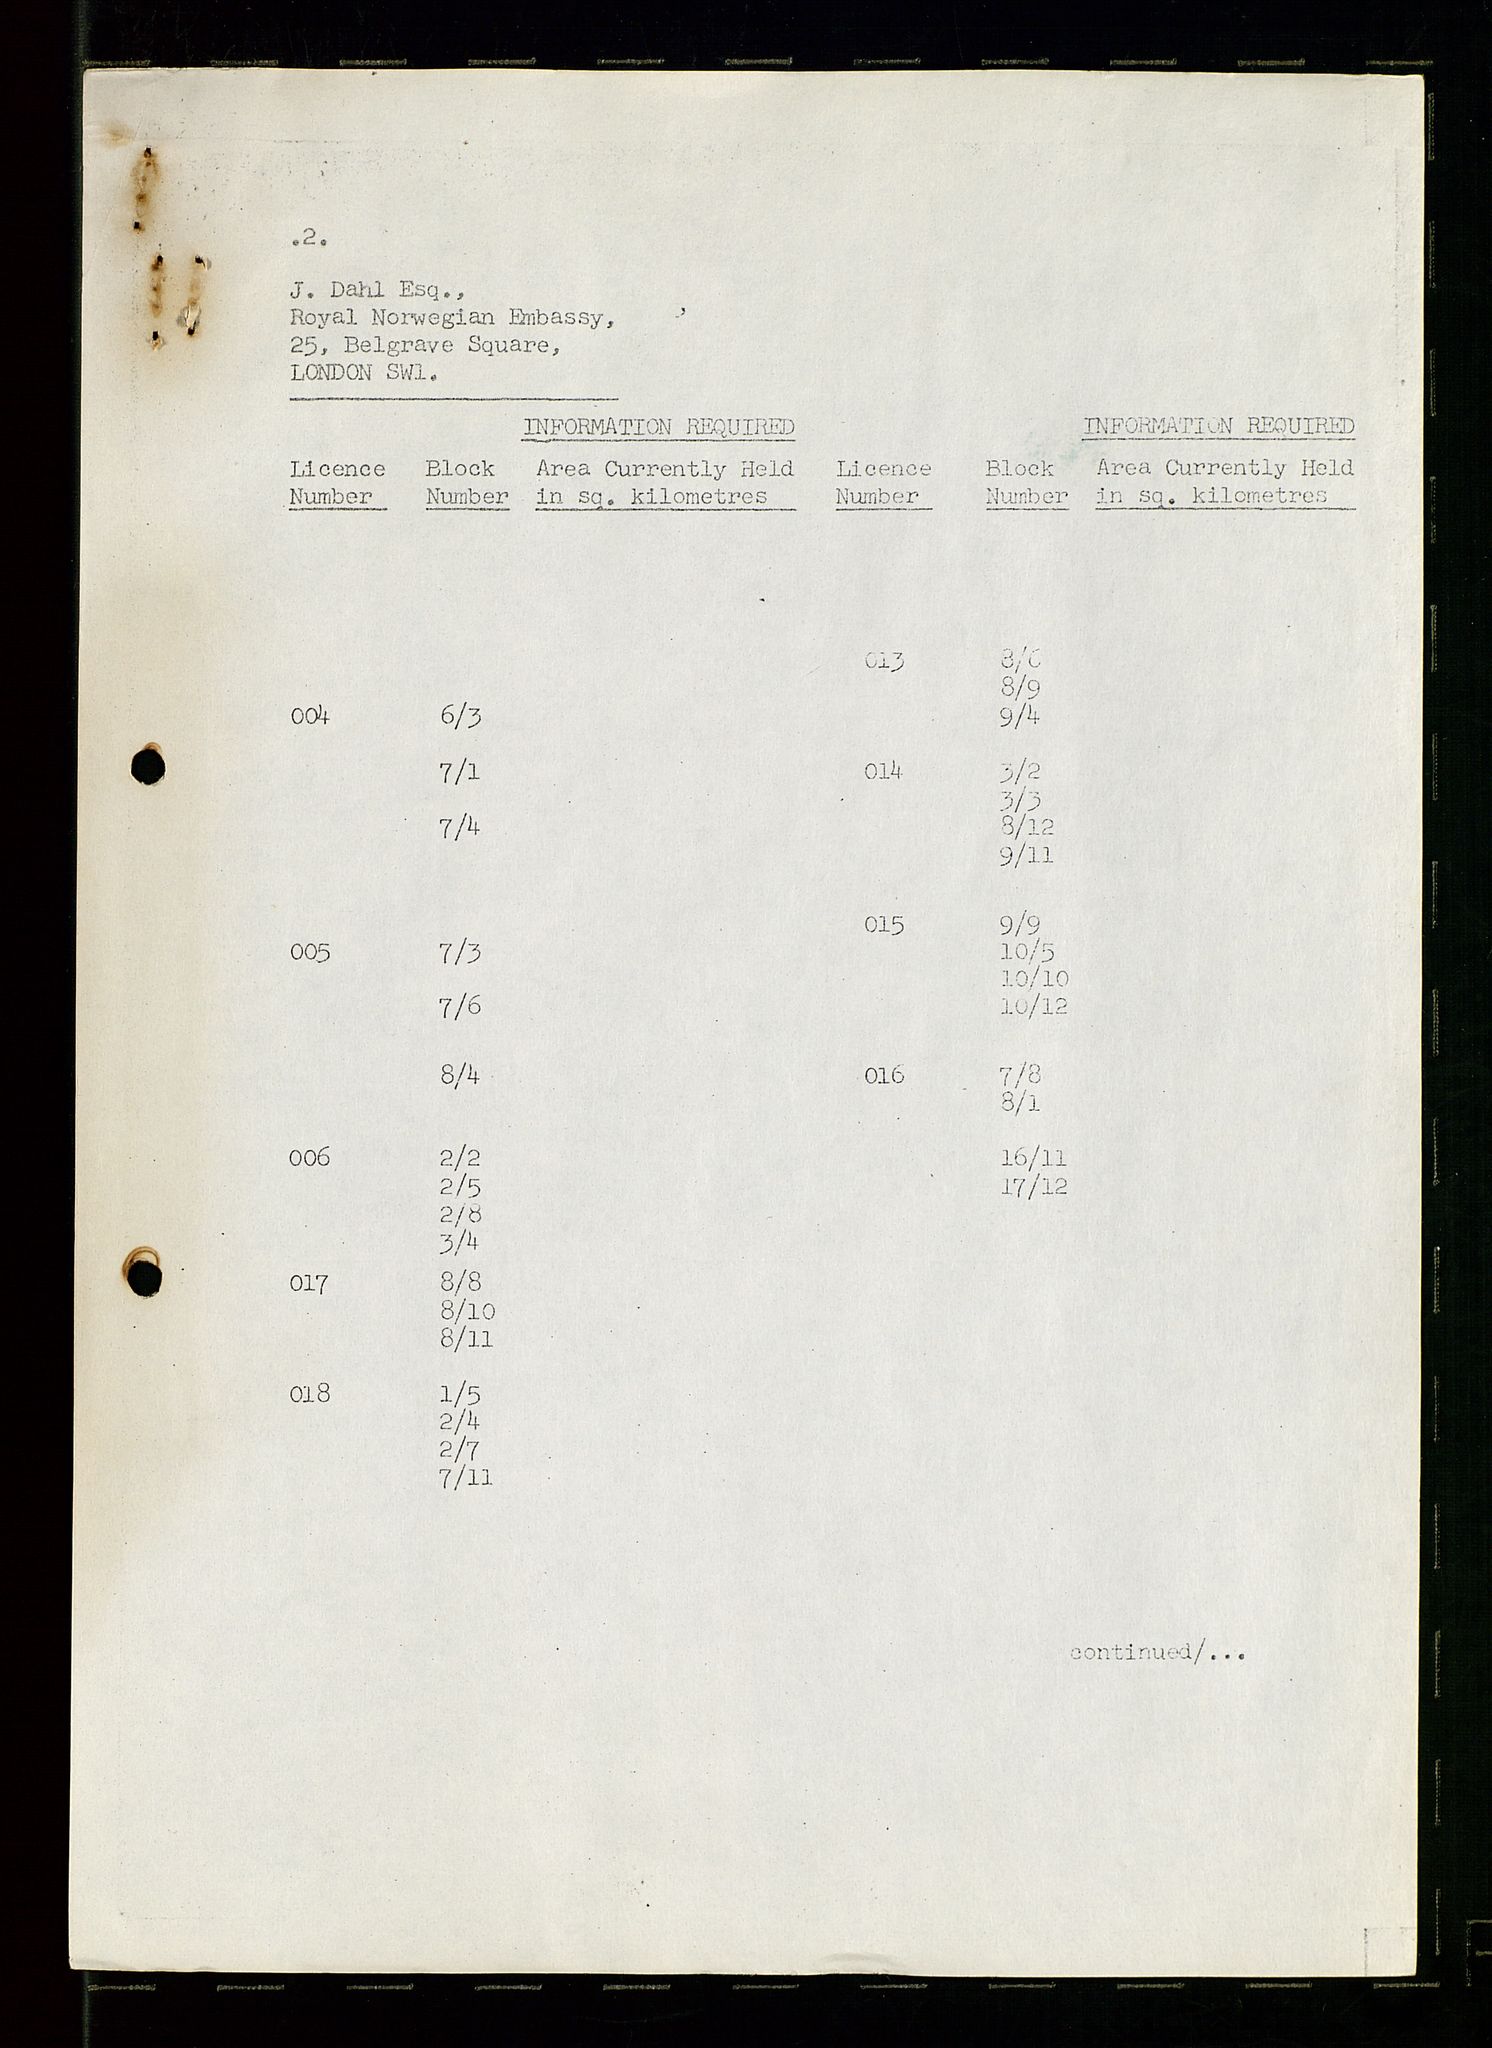 .2.
J. Dahl Esq.,
Royal Norwegian Embassy,
25, Belgrave Square,
LONDON SW1.
INFORMATION REQUIRED INFORMATION REQUIRED
Licence Block Area Currently Held Licence Block Area Currently Held
Number Number in sq. kilometres Number Number in sq. kilometres
013 8/6
8/9
004 6/3 9/4
7/1 014 3/2
3/3
7/4 8/12
9/11
015 9/9
005 7/3 10/5
10/10
7/6 10/12
8/4 016 7/8
8/1
006 2/2 16/11
2/5 17/12
2/8
3/4
017 8/8
8/10
8/11
018 1/5
2/4
2/7
7/11
continued/...